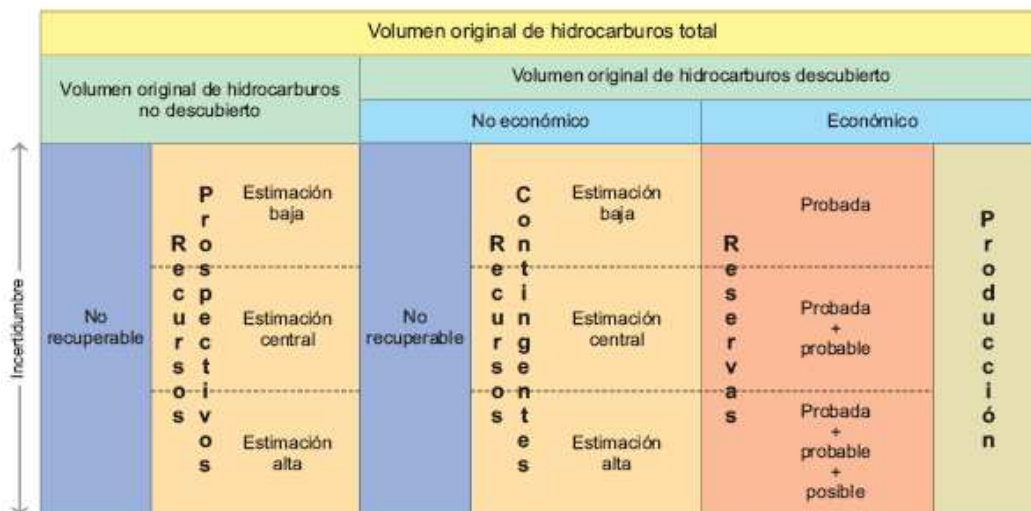 Volumen original de hidrocarburos total
Volumen original de hidrocarburos
no descubierto
Volumen original de hidrocarburos descubierto
No económico
Económico
Incertidumbre
No
recuperable
Recursos
Prospectivos
Estimación
baja
Estimación
central
Estimación
alta
No
recuperable
Recursos
Contingentes
Estimación
baja
Estimación
central
Estimación
alta
Reservas
Probada
Probada
+
probable
Probada
+
probable
+
posible
Producción